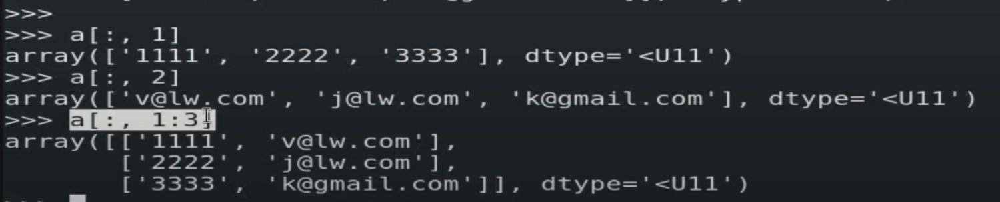 >>>
>>> a[:, 1]
array(['1111', '2222', '3333'], dtype='<U11')
>>> a[:, 2]
array(['v@lw.com', 'j@lw.com', 'k@gmail.com'], dtype='<U11')
>>> a[:, 1:3]
array([['1111', 'v@lw.com'],
       ['2222', 'j@lw.com'],
       ['3333', 'k@gmail.com']], dtype='<U11')